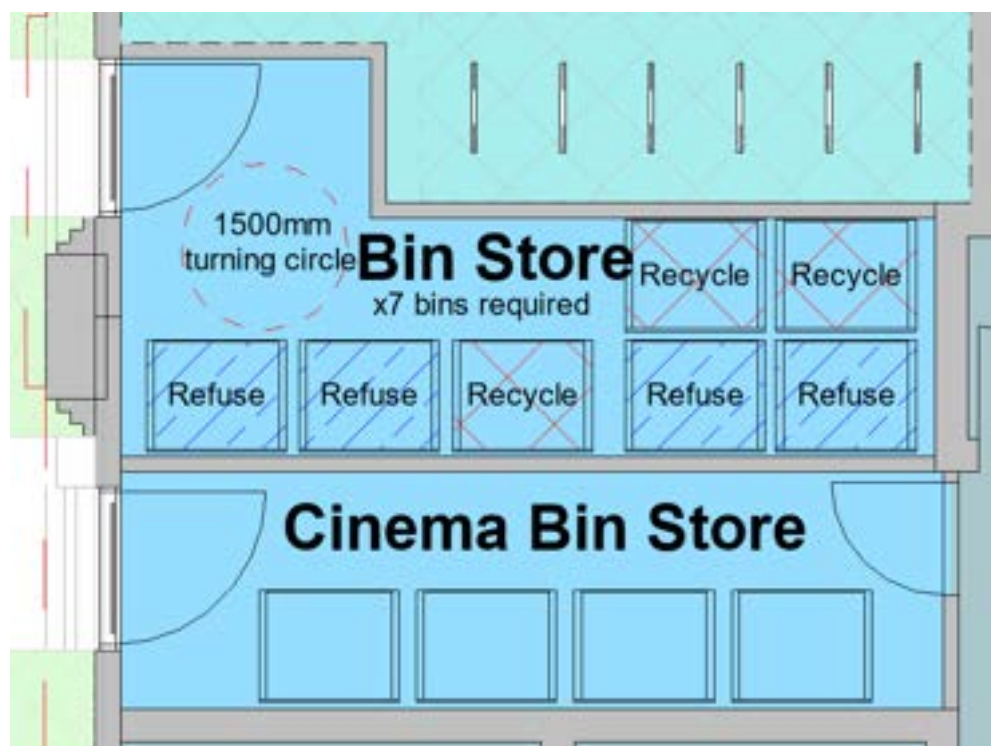 1500mm
turning circle
Bin Store
x7 bins required
Recycle
Recycle
Refuse
Refuse
Recycle
Refuse
Refuse
Cinema Bin Store